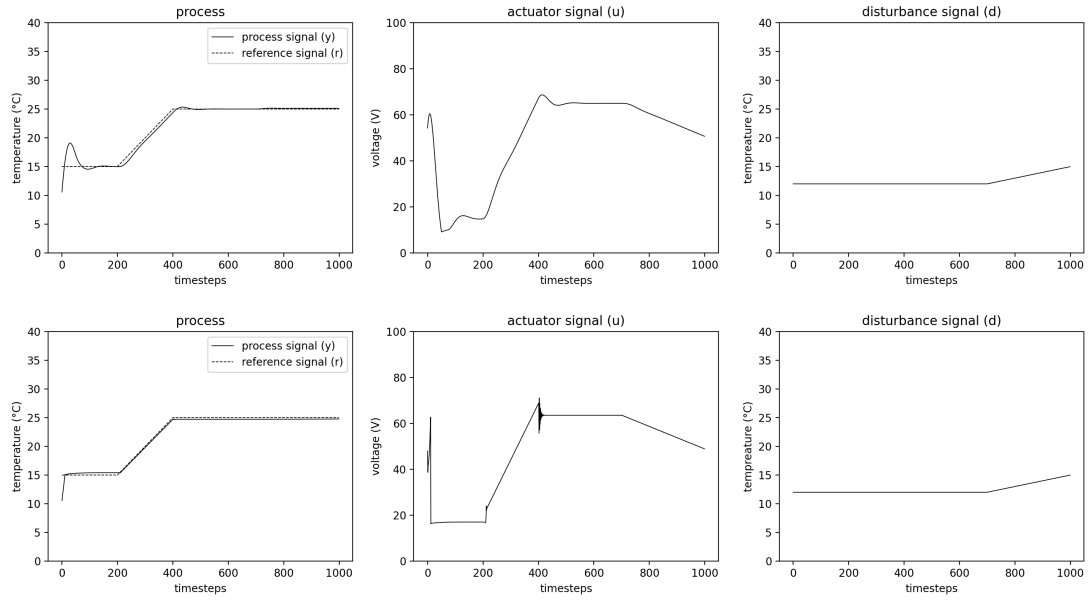 process
40
35
30
25
20
15
10
5
0
temperature (°C)
process signal (y)
reference signal (r)
0 200 400 600 800 1000
timesteps
actuator signal (u)
100
80
60
40
20
0
voltage (V)
0 200 400 600 800 1000
timesteps
disturbance signal (d)
40
35
30
25
20
15
10
5
0
tempreature (°C)
0 200 400 600 800 1000
timesteps
process
40
35
30
25
20
15
10
5
0
temperature (°C)
process signal (y)
reference signal (r)
0 200 400 600 800 1000
timesteps
actuator signal (u)
100
80
60
40
20
0
voltage (V)
0 200 400 600 800 1000
timesteps
disturbance signal (d)
40
35
30
25
20
15
10
5
0
tempreature (°C)
0 200 400 600 800 1000
timesteps